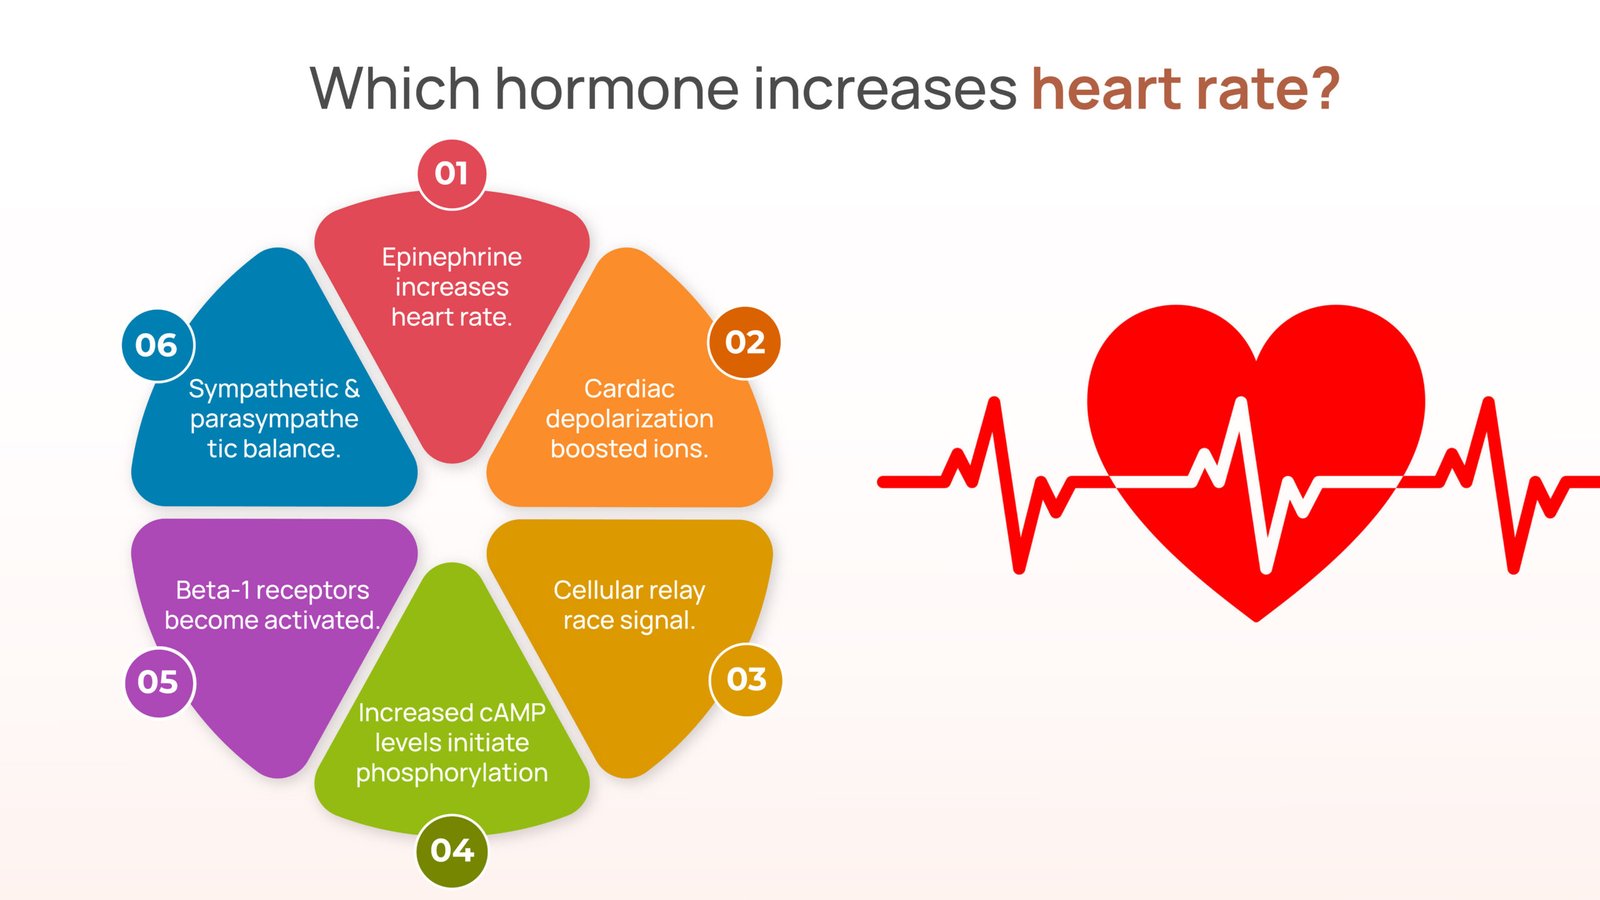 Which hormone increases heart rate?
01
Epinephrine
increases
heart rate.
02
Cardiac
depolarization
boosted ions.
03
Cellular relay
race signal.
04
Increased cAMP
levels initiate
phosphorylation
05
Beta-1 receptors
become activated.
06
Sympathetic &
parasympathe
tic balance.